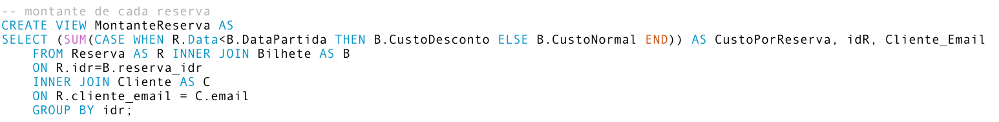 -- montante de cada reserva
CREATE VIEW MontanteReserva AS
SELECT (SUM(CASE WHEN R.Data<B.DataPartida THEN B.CustoDesconto ELSE B.CustoNormal END)) AS CustoPorReserva, idR, Cliente_Email
    FROM Reserva AS R INNER JOIN Bilhete AS B
    ON R.idr=B.reserva_idr
    INNER JOIN Cliente AS C
    ON R.cliente_email = C.email
    GROUP BY idr;